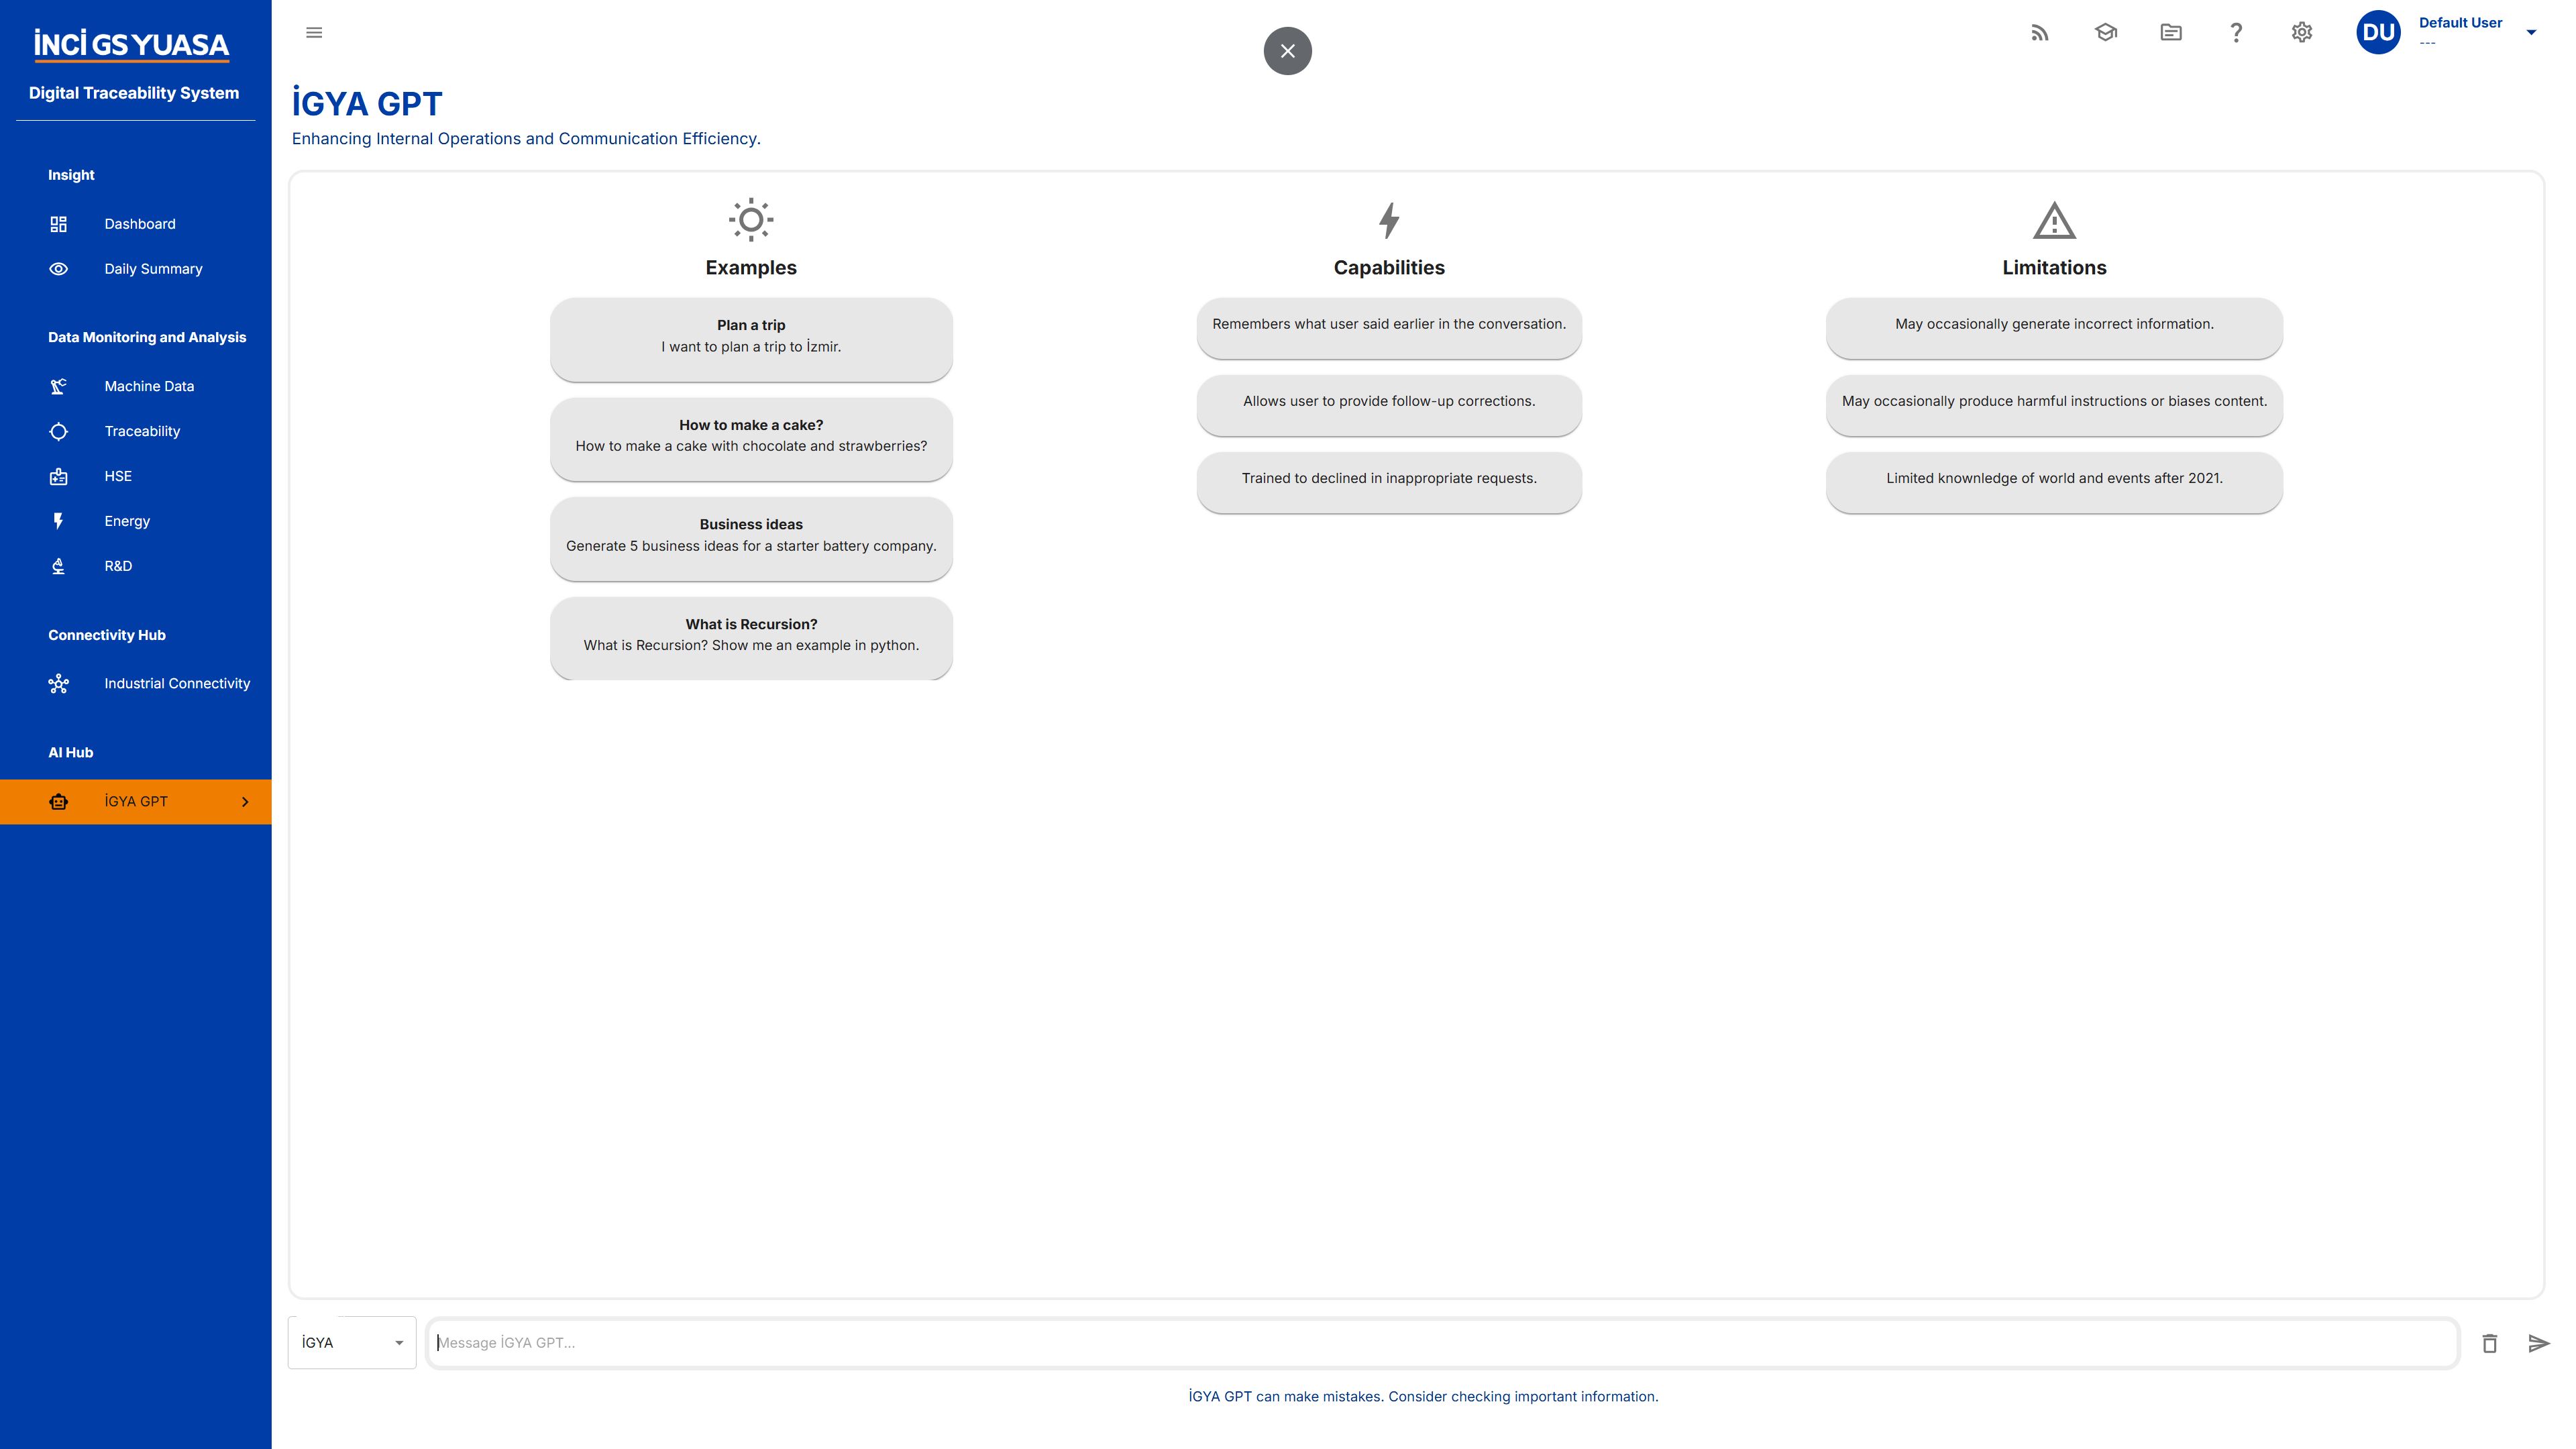 İNCİ GS YUASA
Digital Traceability System
Insight
Dashboard
Daily Summary
Data Monitoring and Analysis
Machine Data
Traceability
HSE
Energy
R&D
Connectivity Hub
Industrial Connectivity
AI Hub
İGYA GPT
DU
Default User
---
İGYA GPT
Enhancing Internal Operations and Communication Efficiency.
Examples
Plan a trip
I want to plan a trip to İzmir.
How to make a cake?
How to make a cake with chocolate and strawberries?
Business ideas
Generate 5 business ideas for a starter battery company.
What is Recursion?
What is Recursion? Show me an example in python.
Capabilities
Remembers what user said earlier in the conversation.
Allows user to provide follow-up corrections.
Trained to declined in inappropriate requests.
Limitations
May occasionally generate incorrect information.
May occasionally produce harmful instructions or biases content.
Limited knownledge of world and events after 2021.
İGYA
Message İGYA GPT...
İGYA GPT can make mistakes. Consider checking important information.